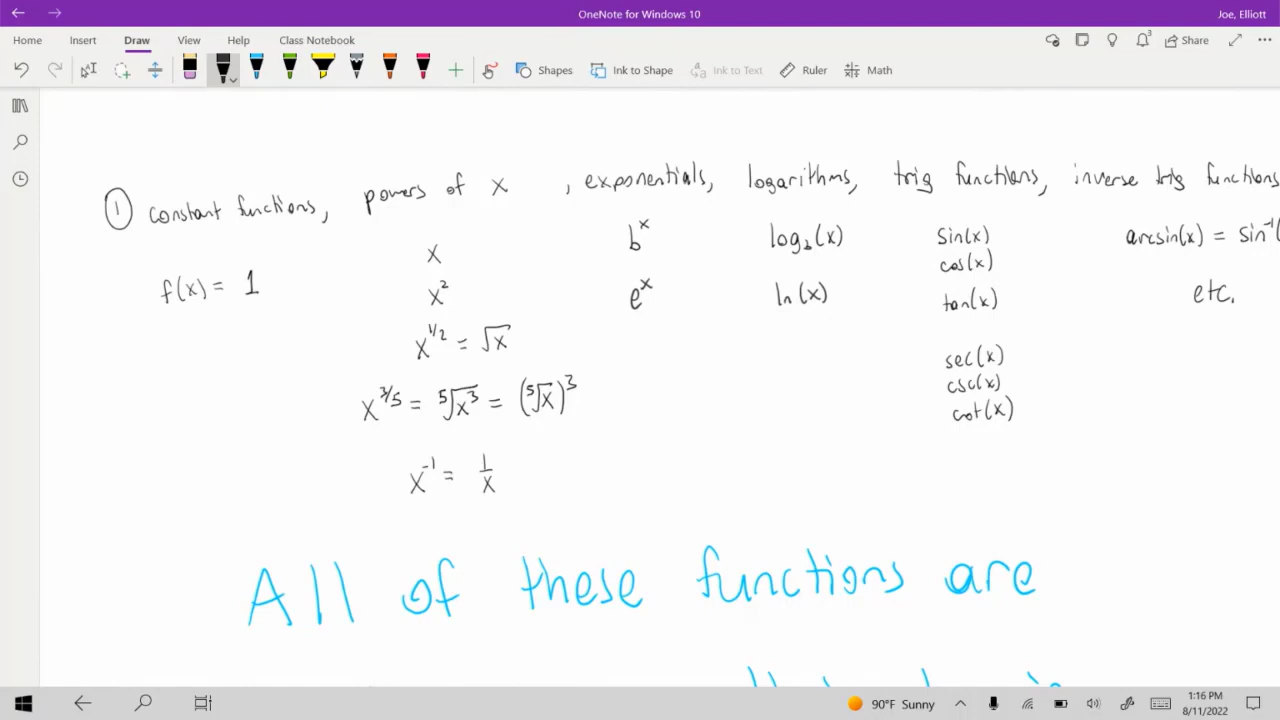 OneNote for Windows 10
Joe, Elliott
Home Insert Draw View Help Class Notebook
3 Share
Shapes Ink to Shape Ink to Text Ruler Math
① constant functions, powers of x , exponentials, logarithms, trig functions, inverse trig functions
f(x) = 1
x
x²
x^1/2 = √x
x^3/5 = ⁵√x³ = (⁵√x)³
x⁻¹ = 1/x
b^x
e^x
log_b(x)
ln(x)
sin(x)
cos(x)
tan(x)
sec(x)
csc(x)
cot(x)
arcsin(x) = sin⁻¹(
etc.
All of these functions are
90°F Sunny
1:16 PM
8/11/2022